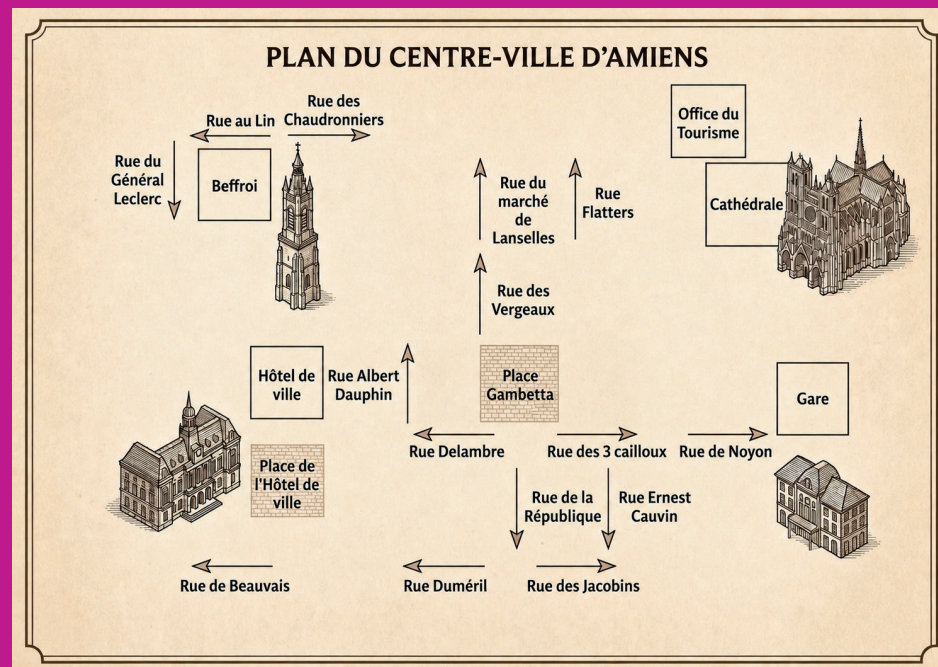 PLAN DU CENTRE-VILLE D'AMIENS
Rue au Lin
Rue des
Chaudronniers
Office du
Tourisme
Rue du
Général
Leclerc
Beffroi
Rue du
marché
de
Lanselles
Rue
Flatters
Cathédrale
Rue des
Vergeaux
Hôtel de
ville
Rue Albert
Dauphin
Place
Gambetta
Gare
Rue Delambre
Rue des 3 cailloux
Rue de Noyon
Place de
l'Hôtel de
ville
Rue de la
République
Rue Ernest
Cauvin
Rue de Beauvais
Rue Duméril
Rue des Jacobins